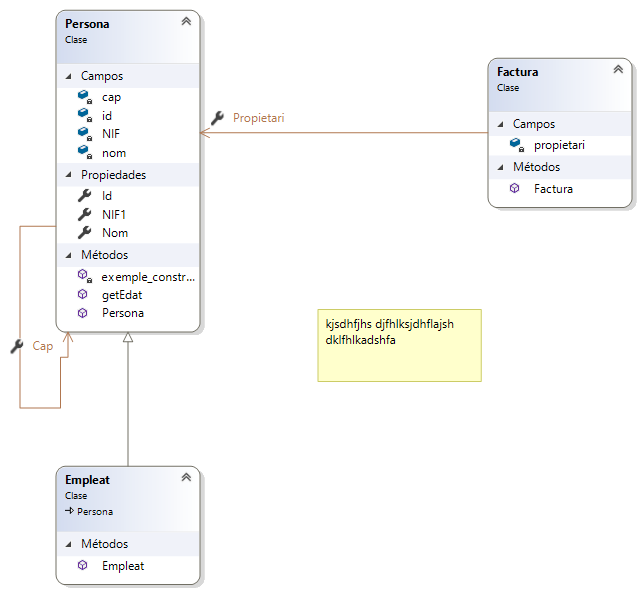 Persona
Clase
Campos
cap
id
NIF
nom
Propiedades
Id
NIF1
Nom
Métodos
exemple_constr...
getEdat
Persona
Propietari
Factura
Clase
Campos
propietari
Métodos
Factura
Cap
kjsdhfjhs djfhlksjdhflajsh
dklfhlkadshfa
Empleat
Clase
Persona
Métodos
Empleat